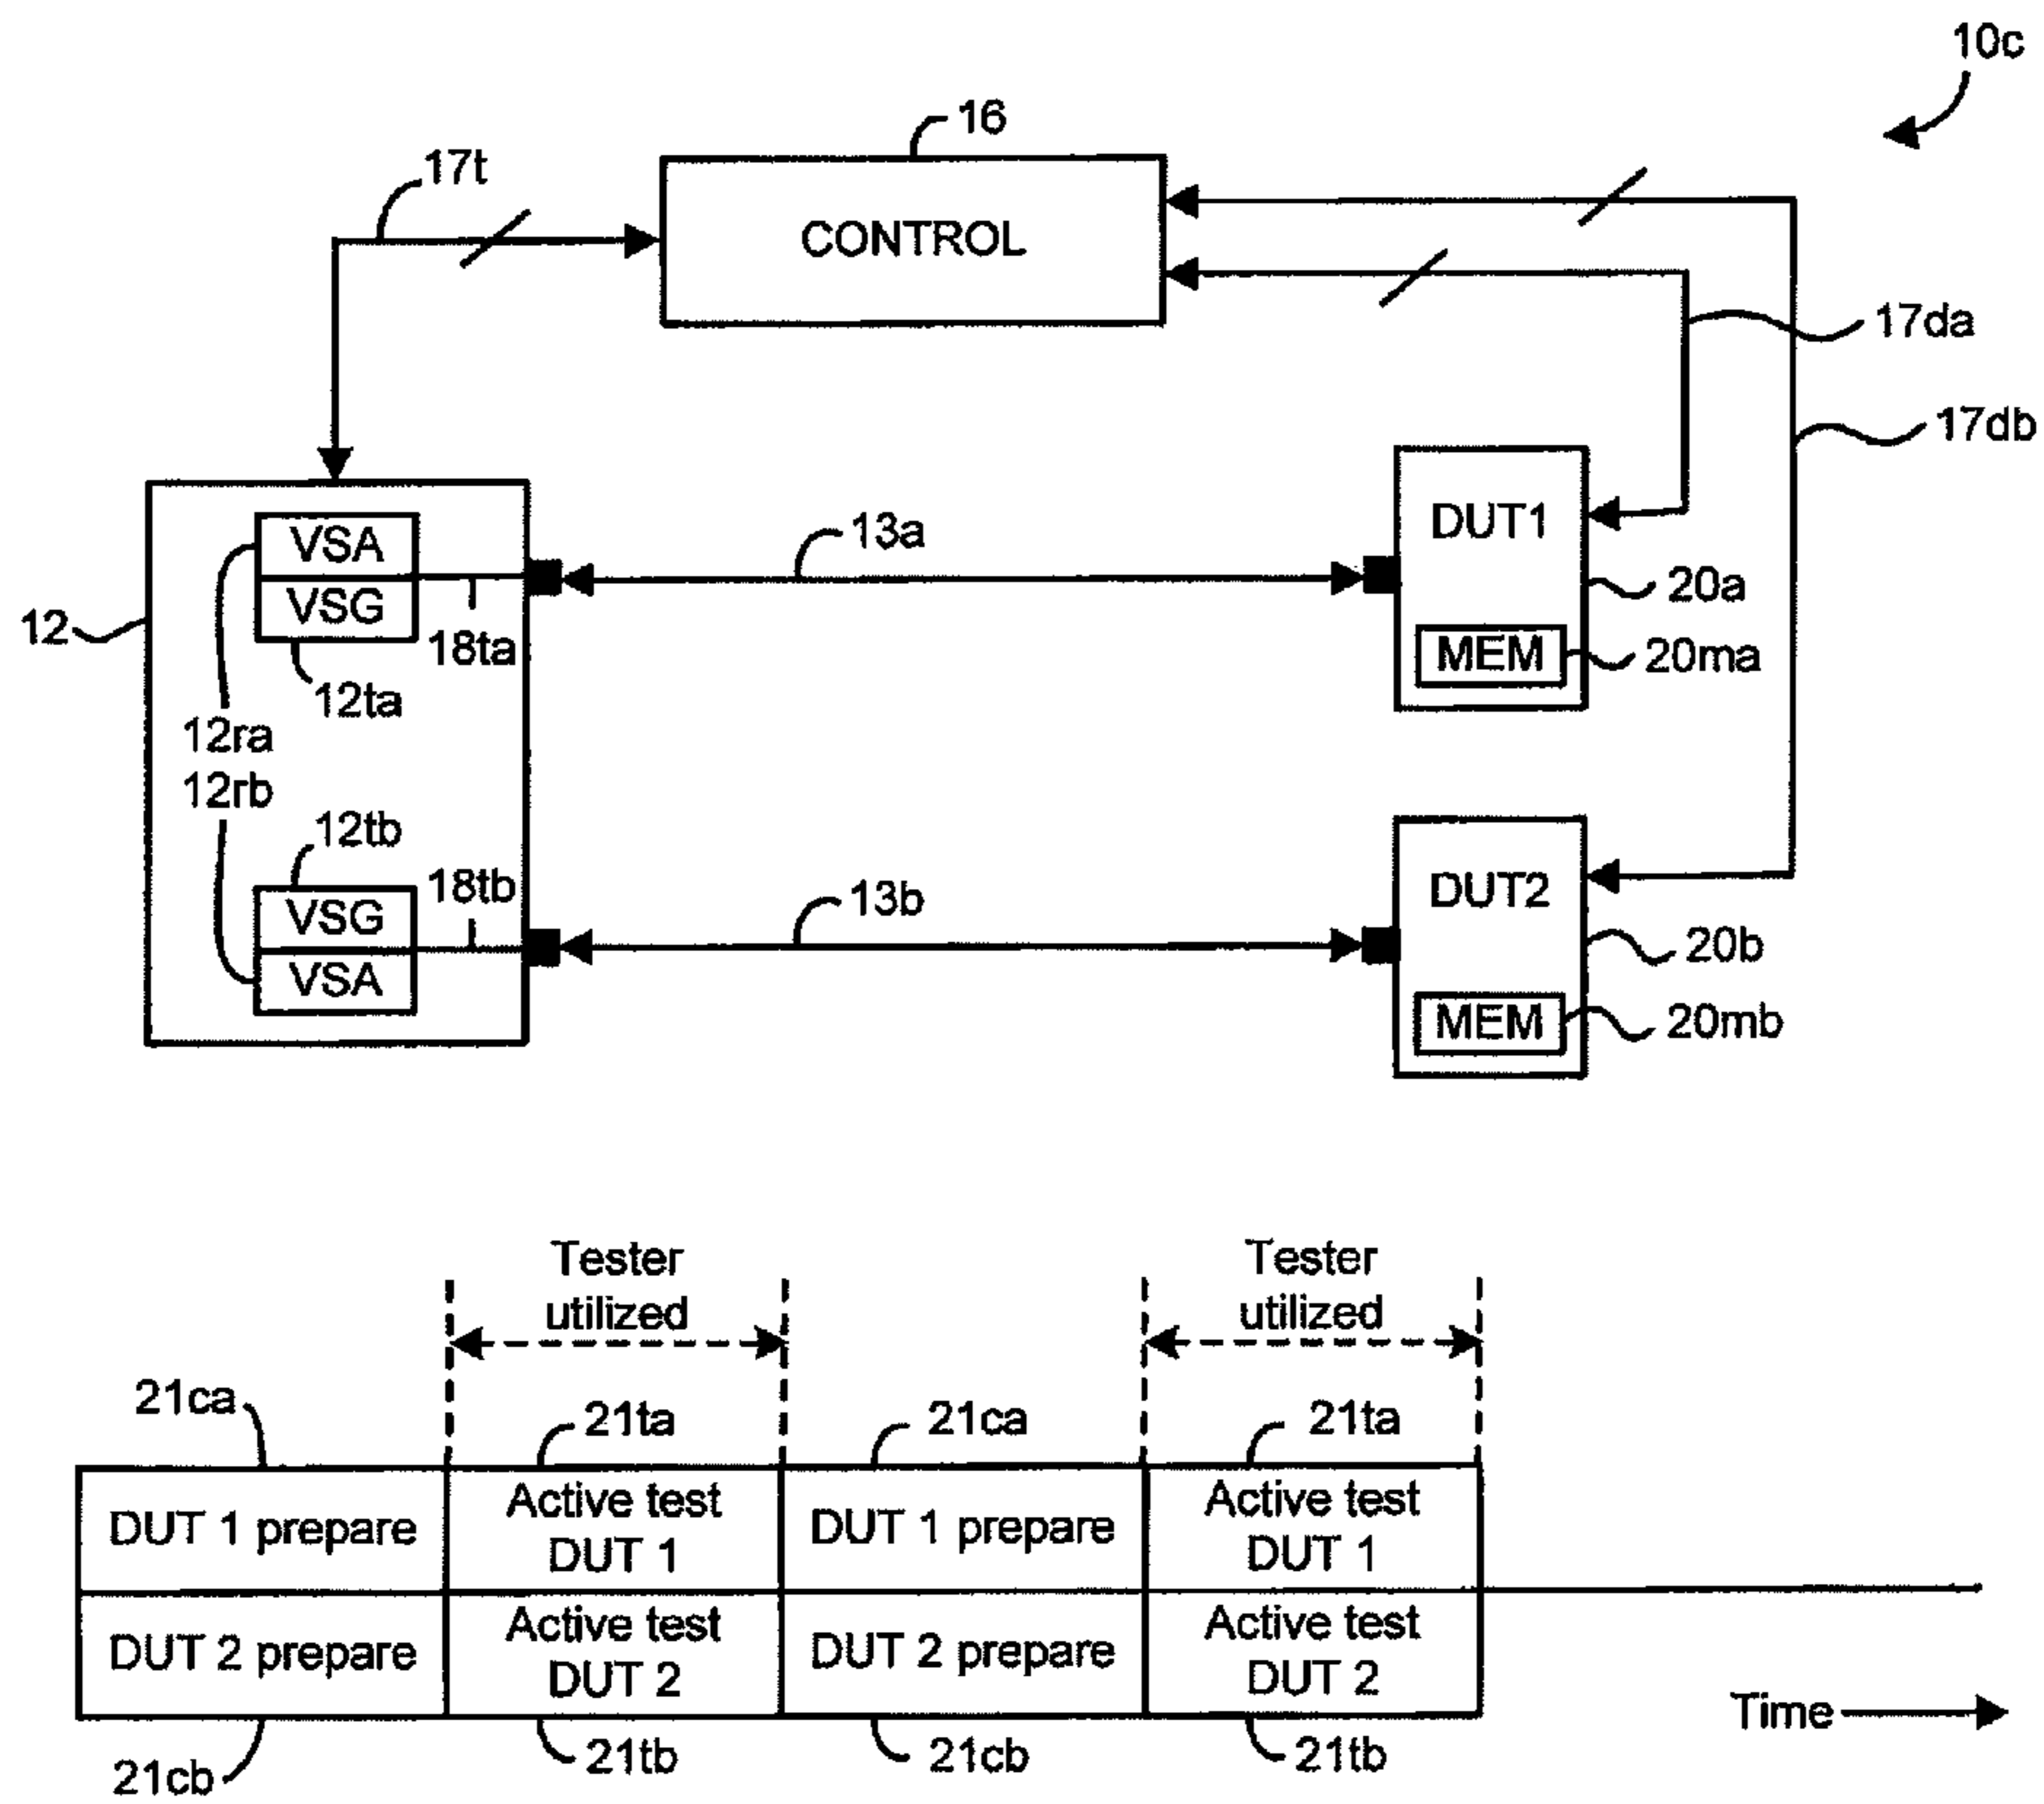 10c
16
17t
CONTROL
17da
17db
VSA
VSG
18ta
12ta
12
12ra
12rb
12tb
18tb
VSG
VSA
13a
13b
DUT1
20a
MEM
20ma
DUT2
20b
MEM
20mb
Tester
utilized
Tester
utilized
21ca
21ta
21ca
21ta
DUT 1 prepare
Active test
DUT 1
DUT 1 prepare
Active test
DUT 1
DUT 2 prepare
Active test
DUT 2
DUT 2 prepare
Active test
DUT 2
Time
21cb
21tb
21cb
21tb